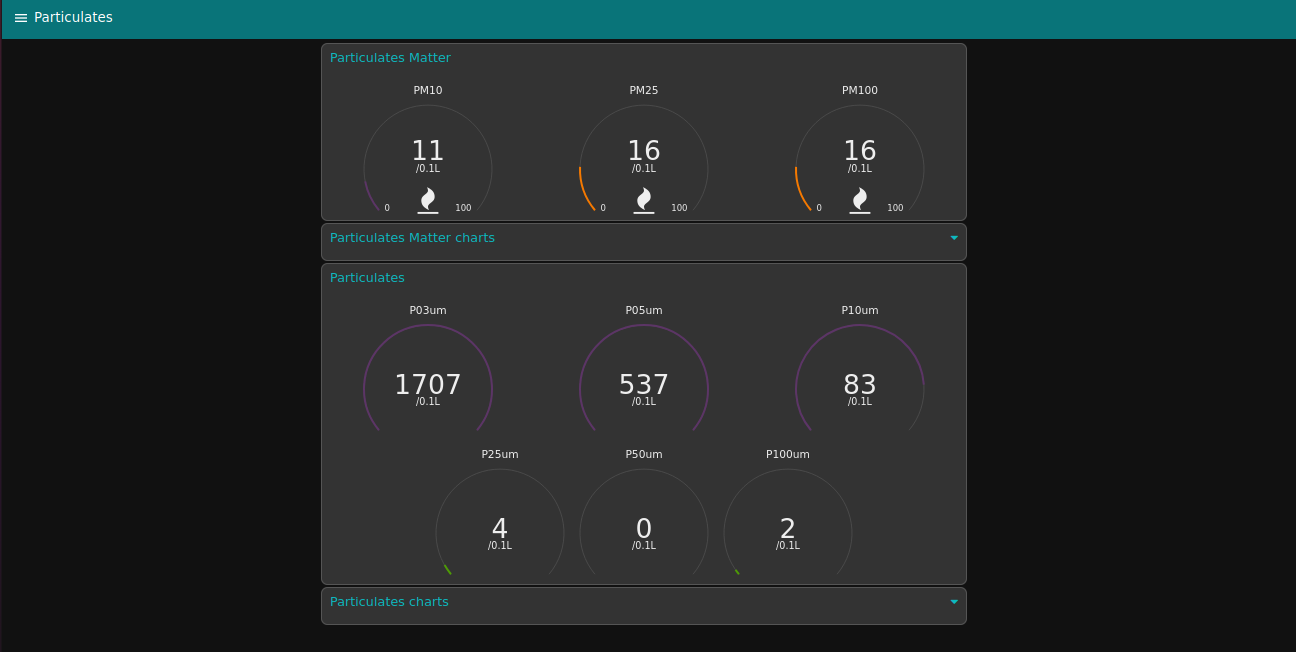 Particulates
Particulates Matter
PM10 PM25 PM100
11 16 16
/0.1L /0.1L /0.1L
0 100 0 100 0 100
Particulates Matter charts
Particulates
P03um P05um P10um
1707 537 83
/0.1L /0.1L /0.1L
P25um P50um P100um
4 0 2
/0.1L /0.1L /0.1L
Particulates charts